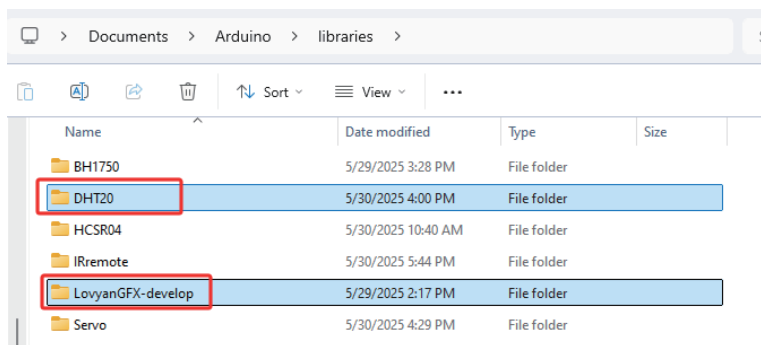 Documents > Arduino > libraries >
Sort View ...
Name Date modified Type Size
BH1750 5/29/2025 3:28 PM File folder
DHT20 5/30/2025 4:00 PM File folder
HCSR04 5/30/2025 10:40 AM File folder
IRremote 5/30/2025 5:44 PM File folder
LovyanGFX-develop 5/29/2025 2:17 PM File folder
Servo 5/30/2025 4:29 PM File folder